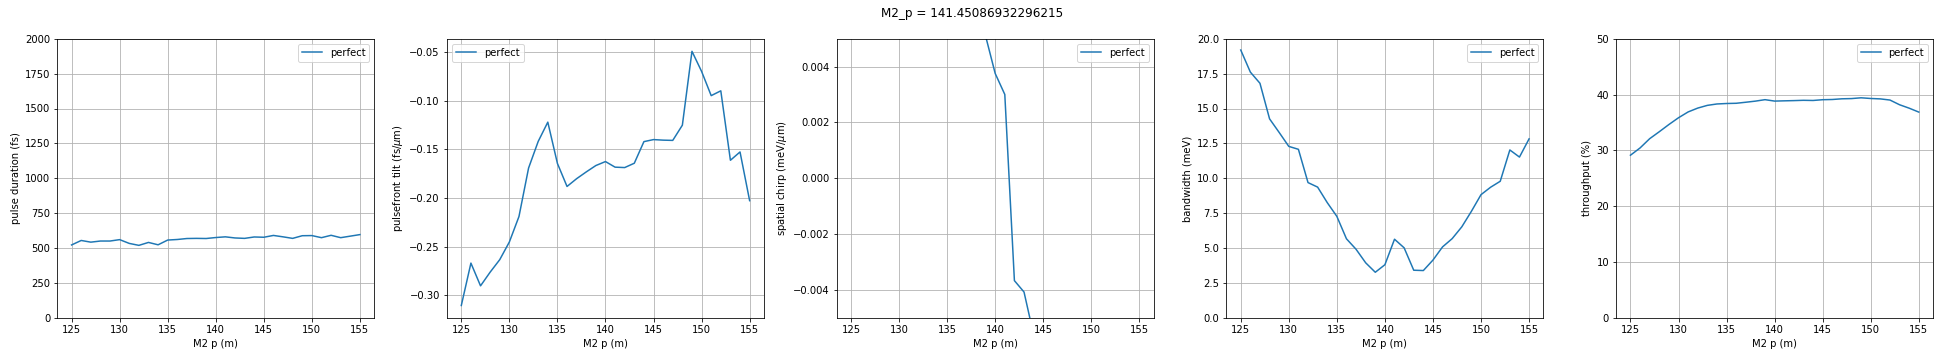 M2_p = 141.45086932296215
pulse duration (fs)
2000
1750
1500
1250
1000
750
500
250
0
perfect
125 130 135 140 145 150 155
M2 p (m)
pulsefront tilt (fs/μm)
−0.05
−0.10
−0.15
−0.20
−0.25
−0.30
perfect
125 130 135 140 145 150 155
M2 p (m)
spatial chirp (meV/μm)
0.004
0.002
0.000
−0.002
−0.004
perfect
125 130 135 140 145 150 155
M2 p (m)
bandwidth (meV)
20.0
17.5
15.0
12.5
10.0
7.5
5.0
2.5
0.0
perfect
125 130 135 140 145 150 155
M2 p (m)
throughput (%)
50
40
30
20
10
0
perfect
125 130 135 140 145 150 155
M2 p (m)